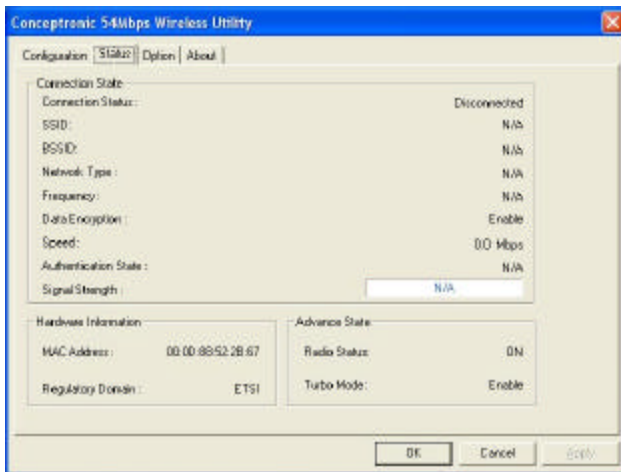 Conceptronic 54Mbps Wireless Utility
Configuration Status Option About
Connection State
Connection Status: Disconnected
SSID: N/A
BSSID: N/A
Network Type : N/A
Frequency: N/A
Data Encryption : Enable
Speed: 0.0 Mbps
Authentication State : N/A
Signal Strength : N/A
Hardware Information
MAC Address: 00:0D:88:52:2B:67
Regulatory Domain : ETSI
Advance State
Radio Status: ON
Turbo Mode: Enable
OK Cancel Apply